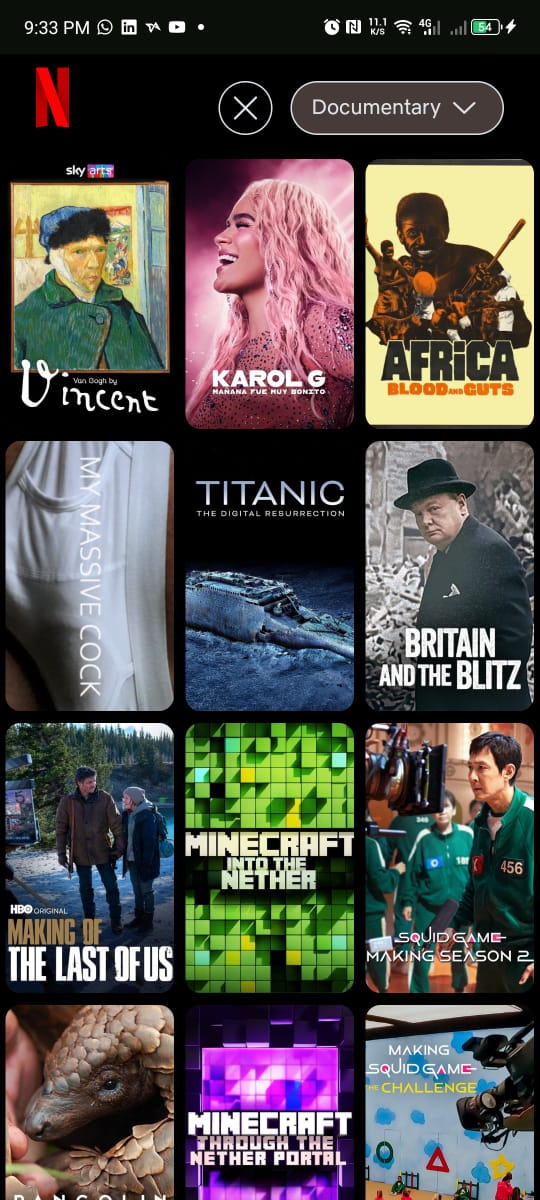 9:33 PM
11.1
K/S
4G
54
N
Documentary
sky arts
Van Gogh by
Vincent
KAROL G
MAÑANA FUE MUY BONITO
AFRICA
BLOOD AND GUTS
MY MASSIVE COCK
TITANIC
THE DIGITAL RESURRECTION
BRITAIN
AND THE BLITZ
HBO ORIGINAL
MAKING OF
THE LAST OF US
MINECRAFT
INTO THE
NETHER
456
SQUID GAME
MAKING SEASON 2
PANGOLIN
MINECRAFT
THROUGH THE
NETHER PORTAL
MAKING
SQUID GAME
THE CHALLENGE